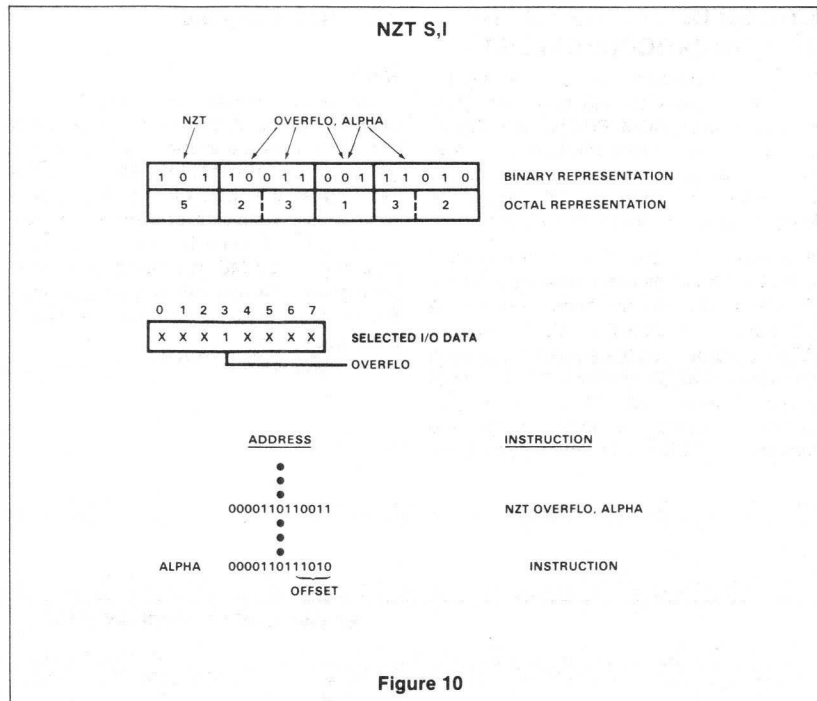 NZT S,I
NZT OVERFLO, ALPHA
1 0 1 1 0 0 1 1 0 0 1 1 1 0 1 0 BINARY REPRESENTATION
5 2 3 1 3 2 OCTAL REPRESENTATION
0 1 2 3 4 5 6 7
X X X 1 X X X X SELECTED I/O DATA
OVERFLO
ADDRESS INSTRUCTION
0000110110011 NZT OVERFLO, ALPHA
ALPHA 0000110111010 INSTRUCTION
OFFSET
Figure 10